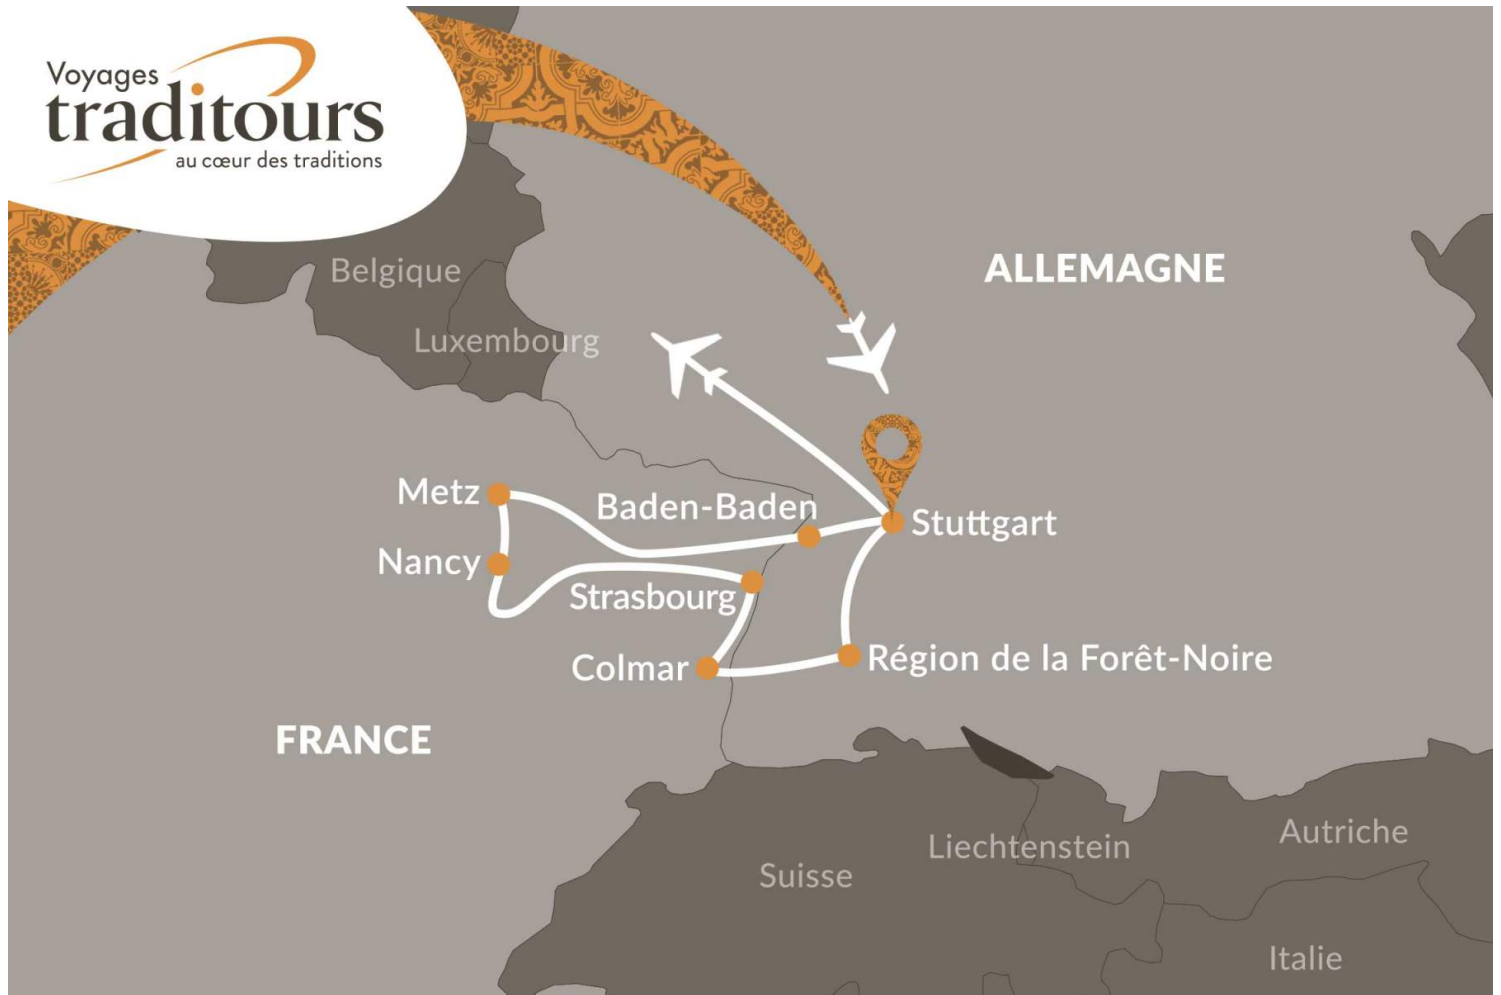 Voyages
traditours
au cœur des traditions
Belgique
ALLEMAGNE
Luxembourg
Metz
Baden-Baden
Stuttgart
Nancy
Strasbourg
Colmar
Région de la Forêt-Noire
FRANCE
Autriche
Liechtenstein
Suisse
Italie